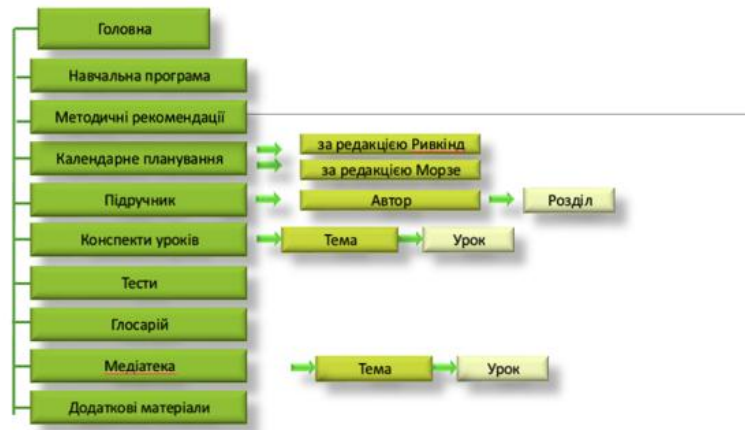 Головна
Навчальна програма
Методичні рекомендації
Календарне планування
за редакцією Ривкінд
за редакцією Морзе
Підручник
Автор
Розділ
Конспекти уроків
Тема
Урок
Тести
Глосарій
Медіатека
Тема
Урок
Додаткові матеріали